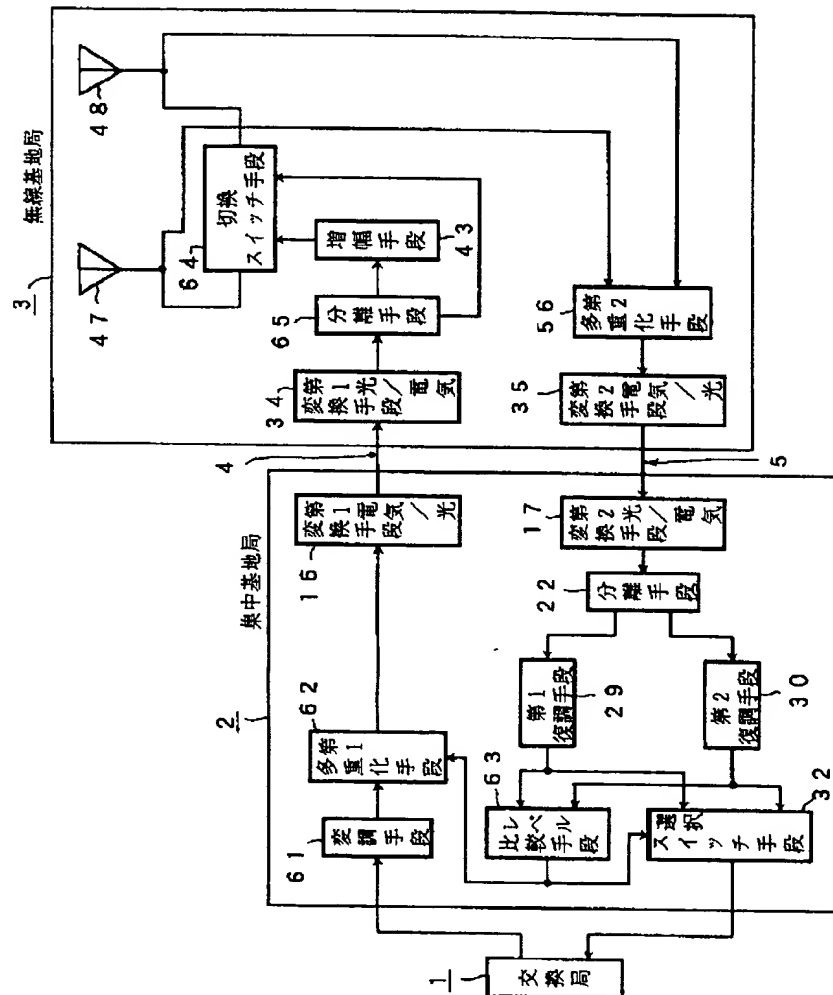 無線基地局
3
48
47
切換
スイッチ手段
64
増幅手段
43
分離手段
65
第1光/電気
変換手段
34
第2
多重化手段
56
第2電気/光
変換手段
35
4
5
集中基地局
2
第1電気/光
変換手段
16
第2光/電気
変換手段
17
分離手段
22
第1
多重化手段
62
変調手段
61
第1
復調手段
29
第2
復調手段
30
レベル
比較手段
63
選択
スイッチ手段
32
交換局
1